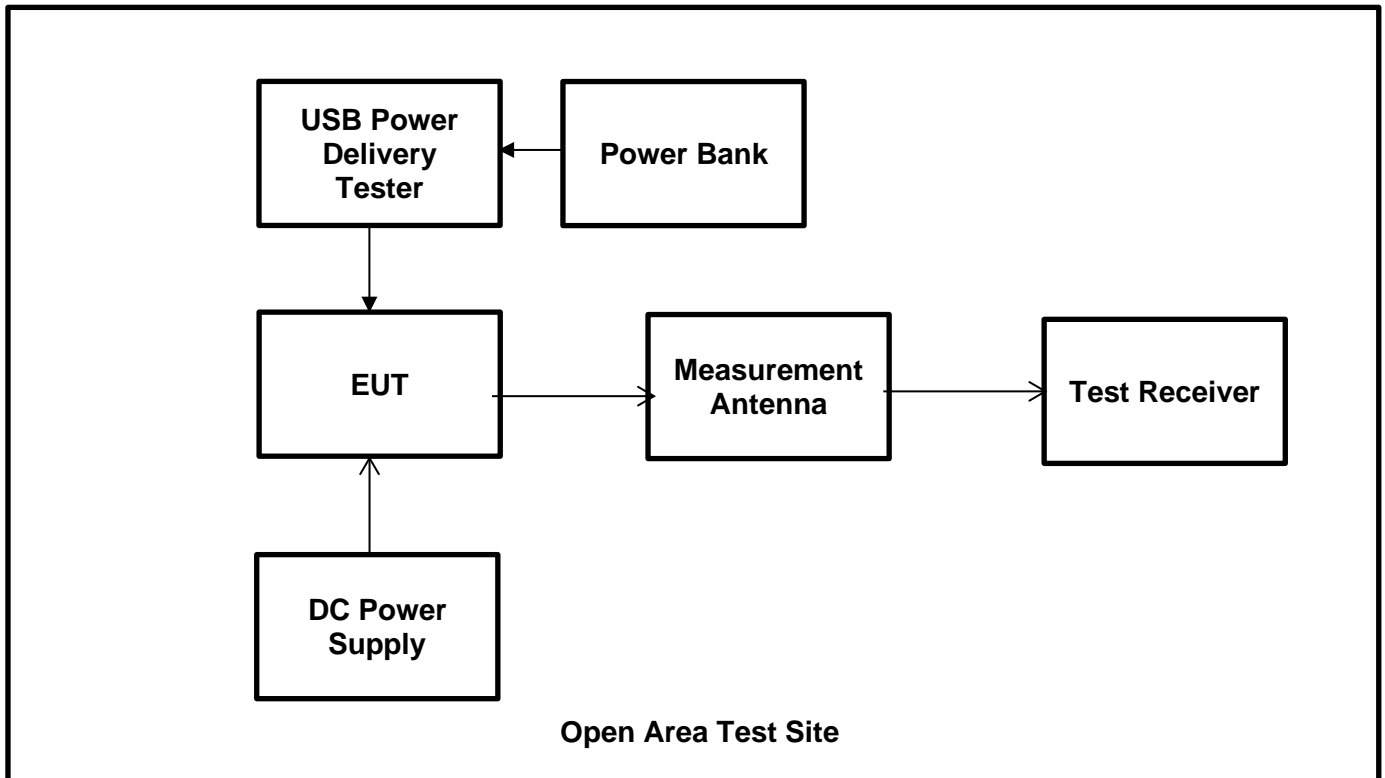 USB Power
Delivery
Tester
Power Bank
EUT
Measurement
Antenna
Test Receiver
DC Power
Supply
Open Area Test Site